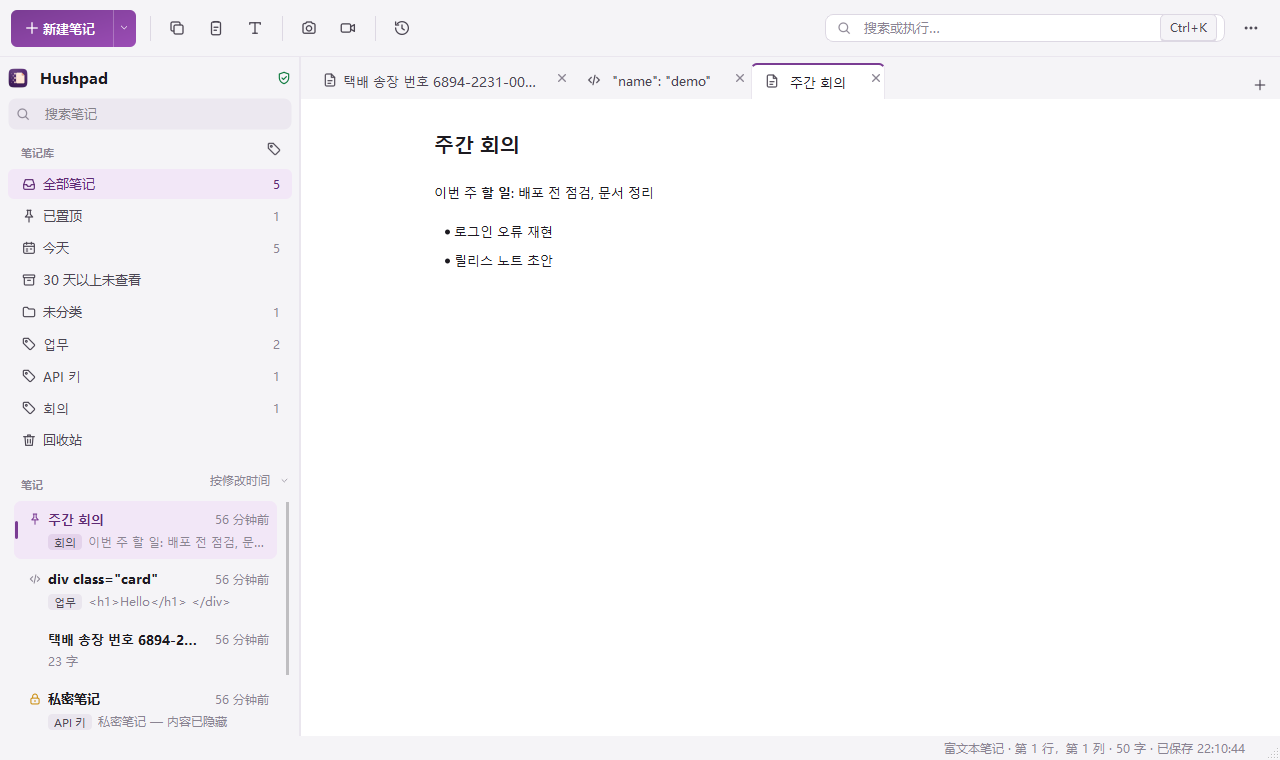 新建笔记
搜索或执行...
Ctrl+K
Hushpad
搜索笔记
笔记库
全部笔记 5
已置顶 1
今天 5
30 天以上未查看
未分类 1
업무 2
API 키 1
회의 1
回收站
笔记 按修改时间
주간 회의 56 分钟前
회의 이번 주 할 일: 배포 전 점검, 문...
div class="card" 56 分钟前
업무 <h1>Hello</h1> </div>
택배 송장 번호 6894-2... 56 分钟前
23 字
私密笔记 56 分钟前
API 키 私密笔记 — 内容已隐藏
택배 송장 번호 6894-2231-00...
"name": "demo"
주간 회의
주간 회의
이번 주 할 일: 배포 전 점검, 문서 정리
• 로그인 오류 재현
• 릴리스 노트 초안
富文本笔记 · 第 1 行，第 1 列 · 50 字 · 已保存 22:10:44